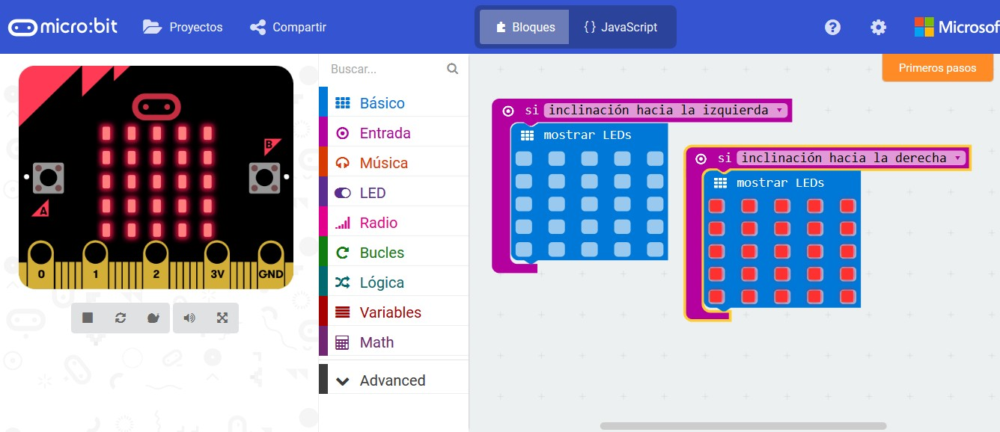 micro:bit
Proyectos
Compartir
Bloques
{} JavaScript
?
Microsof
Buscar...
Primeros pasos
B
A
0 1 2 3V GND
Básico
Entrada
Música
LED
Radio
Bucles
Lógica
Variables
Math
Advanced
si inclinación hacia la izquierda
mostrar LEDs
si inclinación hacia la derecha
mostrar LEDs